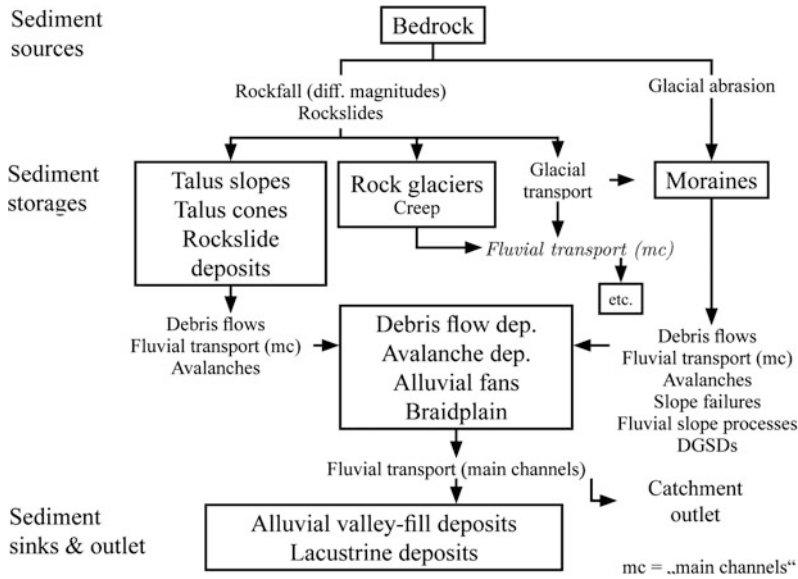 Sediment
sources
Bedrock
Rockfall (diff. magnitudes)
Rockslides
Glacial abrasion
Sediment
storages
Talus slopes
Talus cones
Rockslide
deposits
Rock glaciers
Creep
Glacial
transport
Moraines
Fluvial transport (mc)
etc.
Debris flows
Fluvial transport (mc)
Avalanches
Debris flow dep.
Avalanche dep.
Alluvial fans
Braidplain
Debris flows
Fluvial transport (mc)
Avalanches
Slope failures
Fluvial slope processes
DGSDs
Fluvial transport (main channels)
Catchment
outlet
Sediment
sinks & outlet
Alluvial valley-fill deposits
Lacustrine deposits
mc = „main channels“